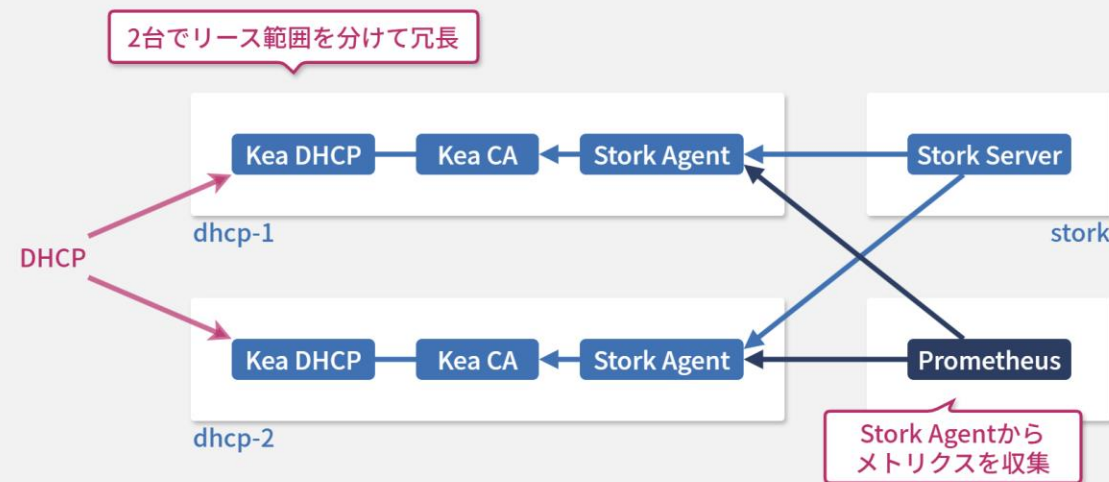 2台でリース範囲を分けて冗長
Kea DHCP
Kea CA
Stork Agent
Stork Server
dhcp-1
stork
DHCP
Kea DHCP
Kea CA
Stork Agent
Prometheus
dhcp-2
Stork Agentから
メトリクスを収集